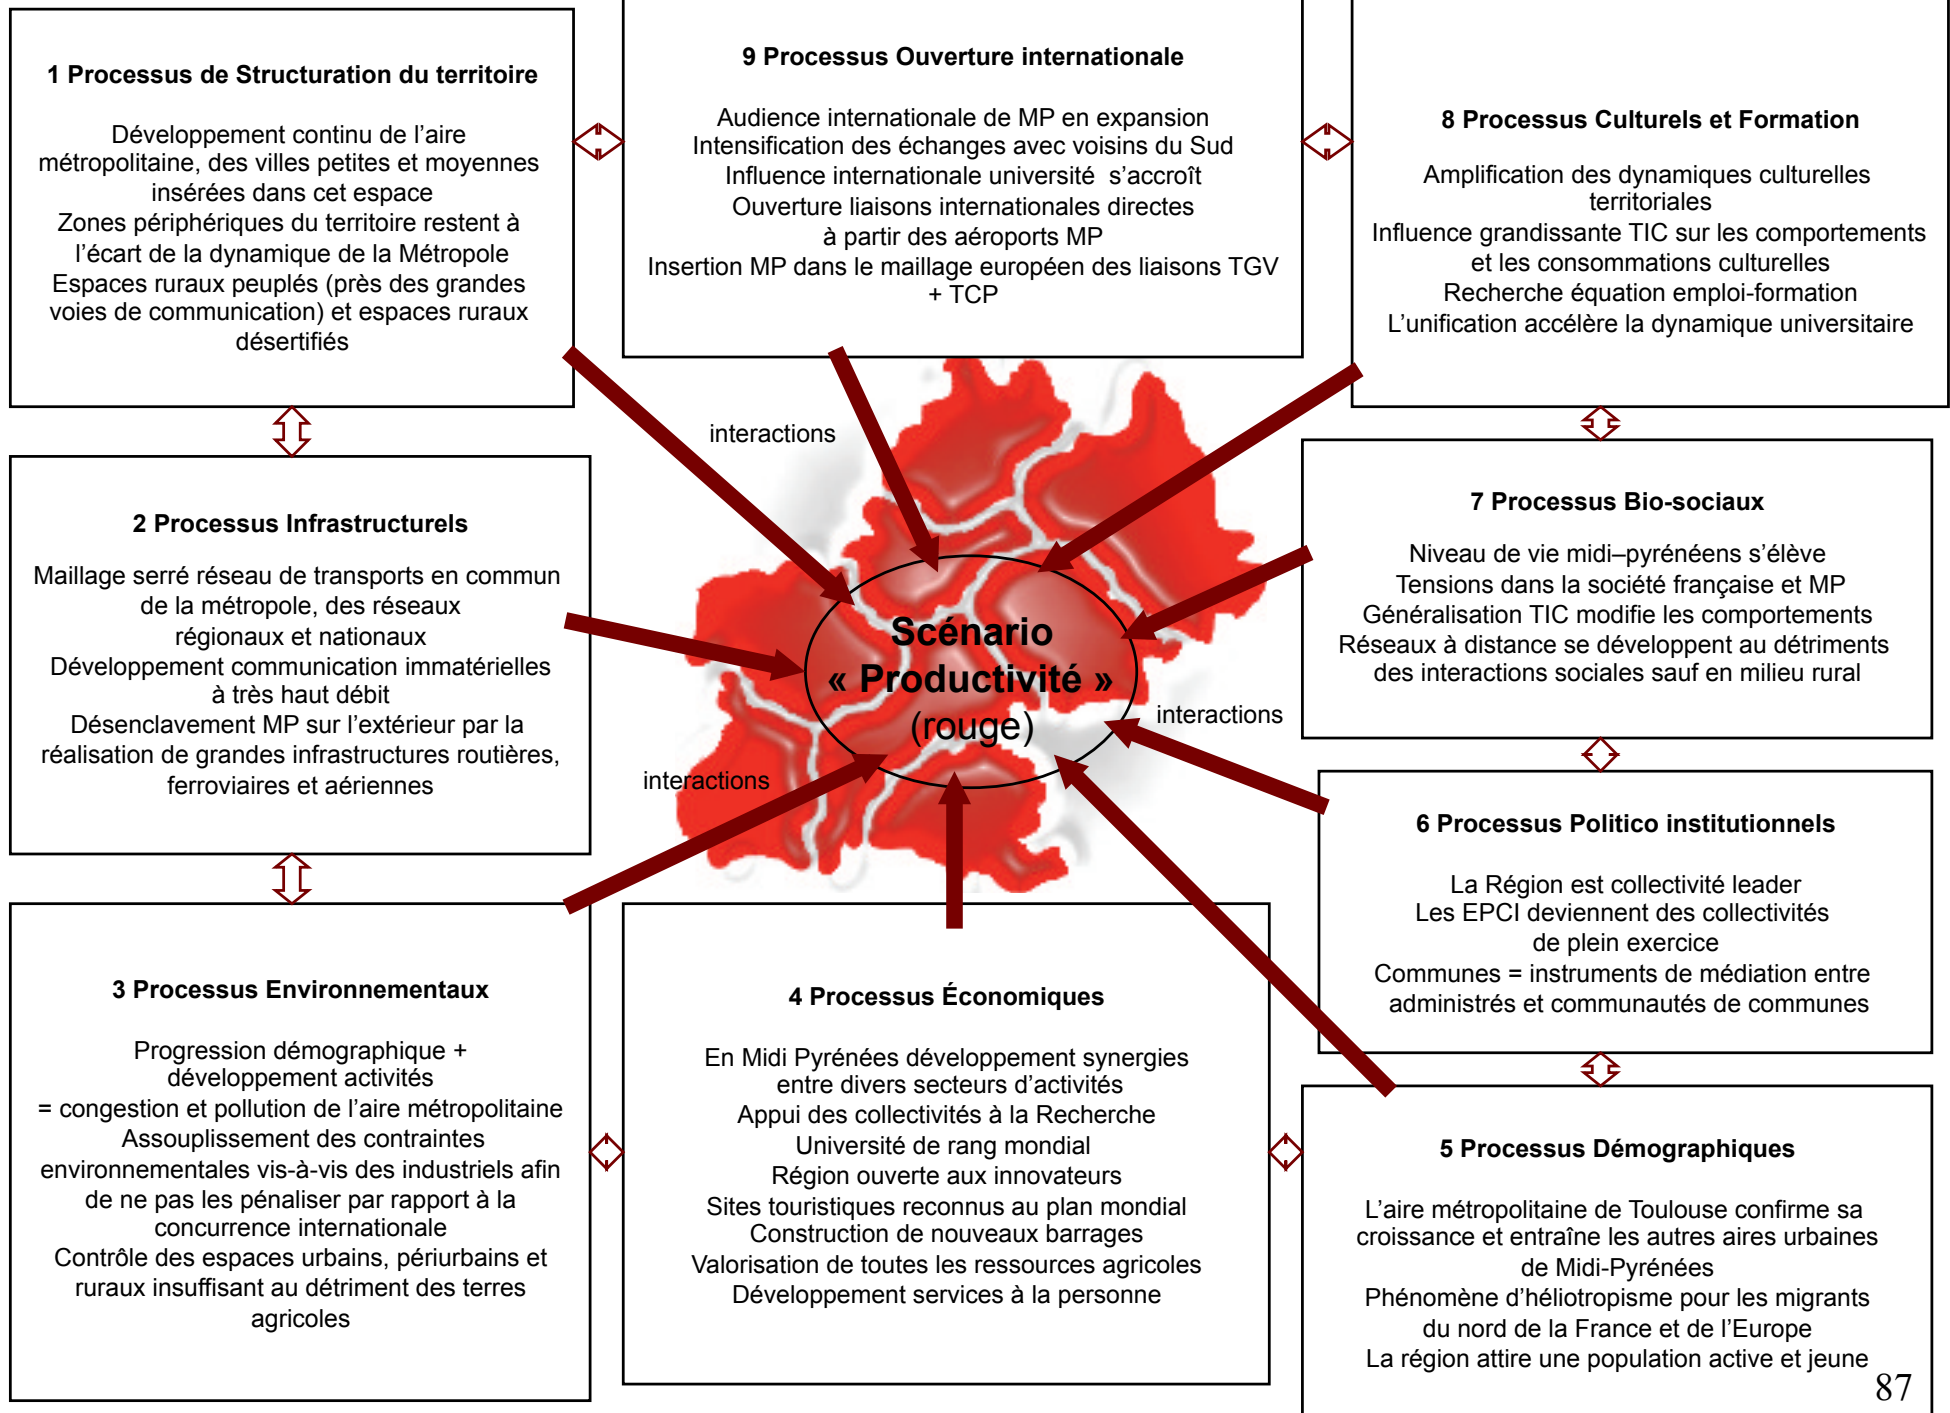 1 Processus de Structuration du territoire
Développement continu de l’aire
métropolitaine, des villes petites et moyennes
insérées dans cet espace
Zones périphériques du territoire restent à
l’écart de la dynamique de la Métropole
Espaces ruraux peuplés (près des grandes
voies de communication) et espaces ruraux
désertifiés
9 Processus Ouverture internationale
Audience internationale de MP en expansion
Intensification des échanges avec voisins du Sud
Influence internationale université s’accroît
Ouverture liaisons internationales directes
à partir des aéroports MP
Insertion MP dans le maillage européen des liaisons TGV
+ TCP
8 Processus Culturels et Formation
Amplification des dynamiques culturelles
territoriales
Influence grandissante TIC sur les comportements
et les consommations culturelles
Recherche équation emploi-formation
L’unification accélère la dynamique universitaire
interactions
2 Processus Infrastructurels
Maillage serré réseau de transports en commun
de la métropole, des réseaux
régionaux et nationaux
Développement communication immatérielles
à très haut débit
Désenclavement MP sur l’extérieur par la
réalisation de grandes infrastructures routières,
ferroviaires et aériennes
Scénario
« Productivité »
(rouge)
interactions
interactions
7 Processus Bio-sociaux
Niveau de vie midi–pyrénéens s’élève
Tensions dans la société française et MP
Généralisation TIC modifie les comportements
Réseaux à distance se développent au détriments
des interactions sociales sauf en milieu rural
6 Processus Politico institutionnels
La Région est collectivité leader
Les EPCI deviennent des collectivités
de plein exercice
Communes = instruments de médiation entre
administrés et communautés de communes
3 Processus Environnementaux
Progression démographique +
développement activités
= congestion et pollution de l’aire métropolitaine
Assouplissement des contraintes
environnementales vis-à-vis des industriels afin
de ne pas les pénaliser par rapport à la
concurrence internationale
Contrôle des espaces urbains, périurbains et
ruraux insuffisant au détriment des terres
agricoles
4 Processus Économiques
En Midi Pyrénées développement synergies
entre divers secteurs d’activités
Appui des collectivités à la Recherche
Université de rang mondial
Région ouverte aux innovateurs
Sites touristiques reconnus au plan mondial
Construction de nouveaux barrages
Valorisation de toutes les ressources agricoles
Développement services à la personne
5 Processus Démographiques
L’aire métropolitaine de Toulouse confirme sa
croissance et entraîne les autres aires urbaines
de Midi-Pyrénées
Phénomène d’héliotropisme pour les migrants
du nord de la France et de l’Europe
La région attire une population active et jeune
87